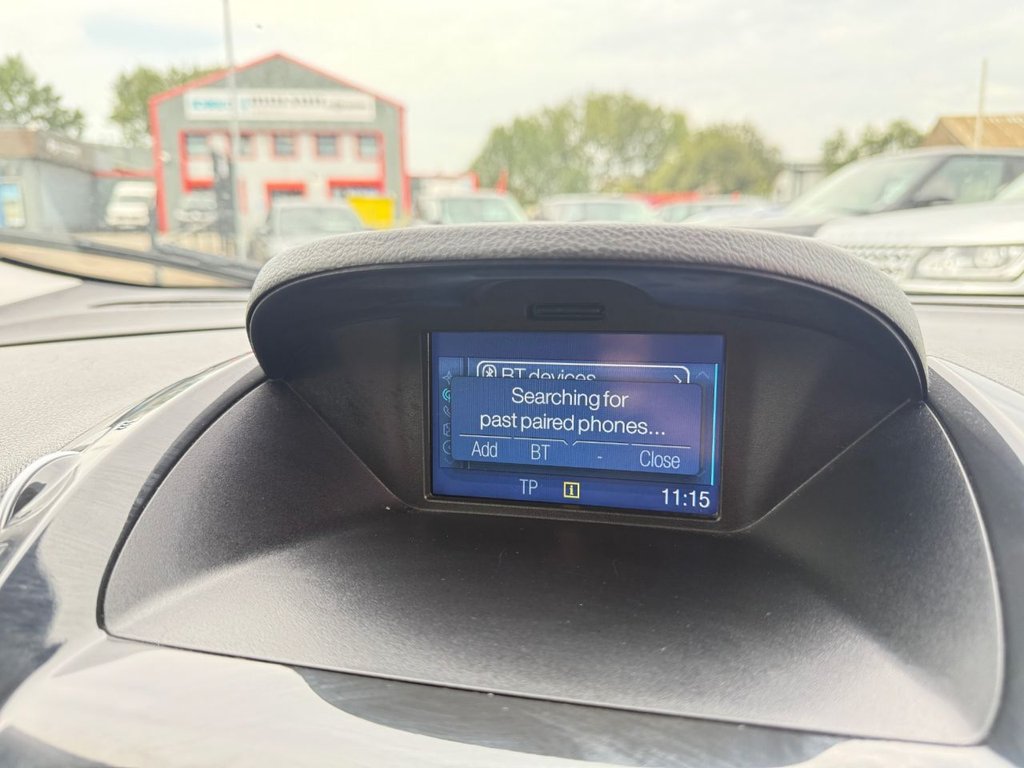 BT devices
Searching for
past paired phones...
Add BT - Close
TP i 11:15